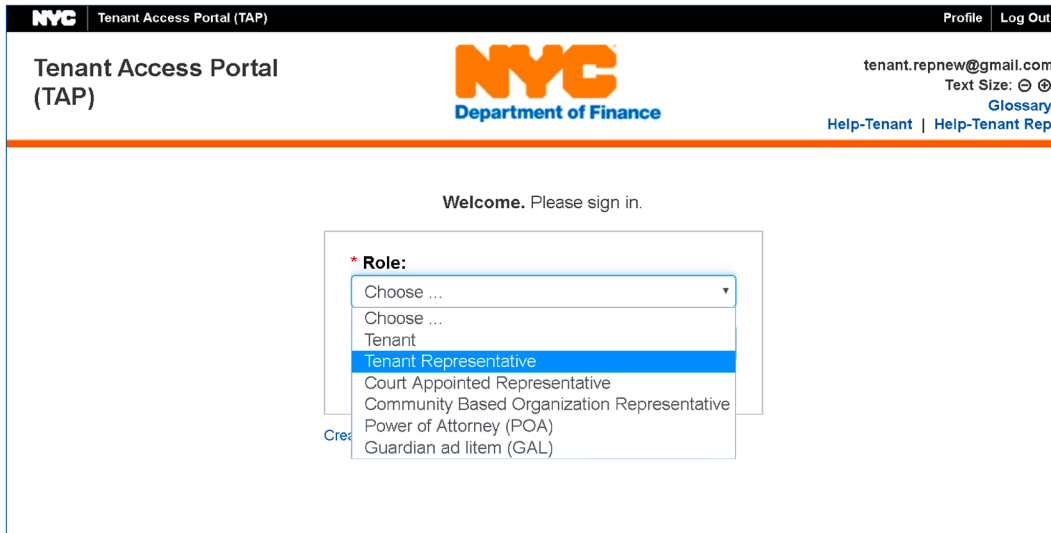 NYC Tenant Access Portal (TAP) Profile Log Out
Tenant Access Portal
(TAP)
NYC
Department of Finance
tenant.repnew@gmail.com
Text Size:
Glossary
Help-Tenant | Help-Tenant Rep
Welcome. Please sign in.
* Role:
Choose ...
Choose ...
Tenant
Tenant Representative
Court Appointed Representative
Community Based Organization Representative
Power of Attorney (POA)
Guardian ad litem (GAL)